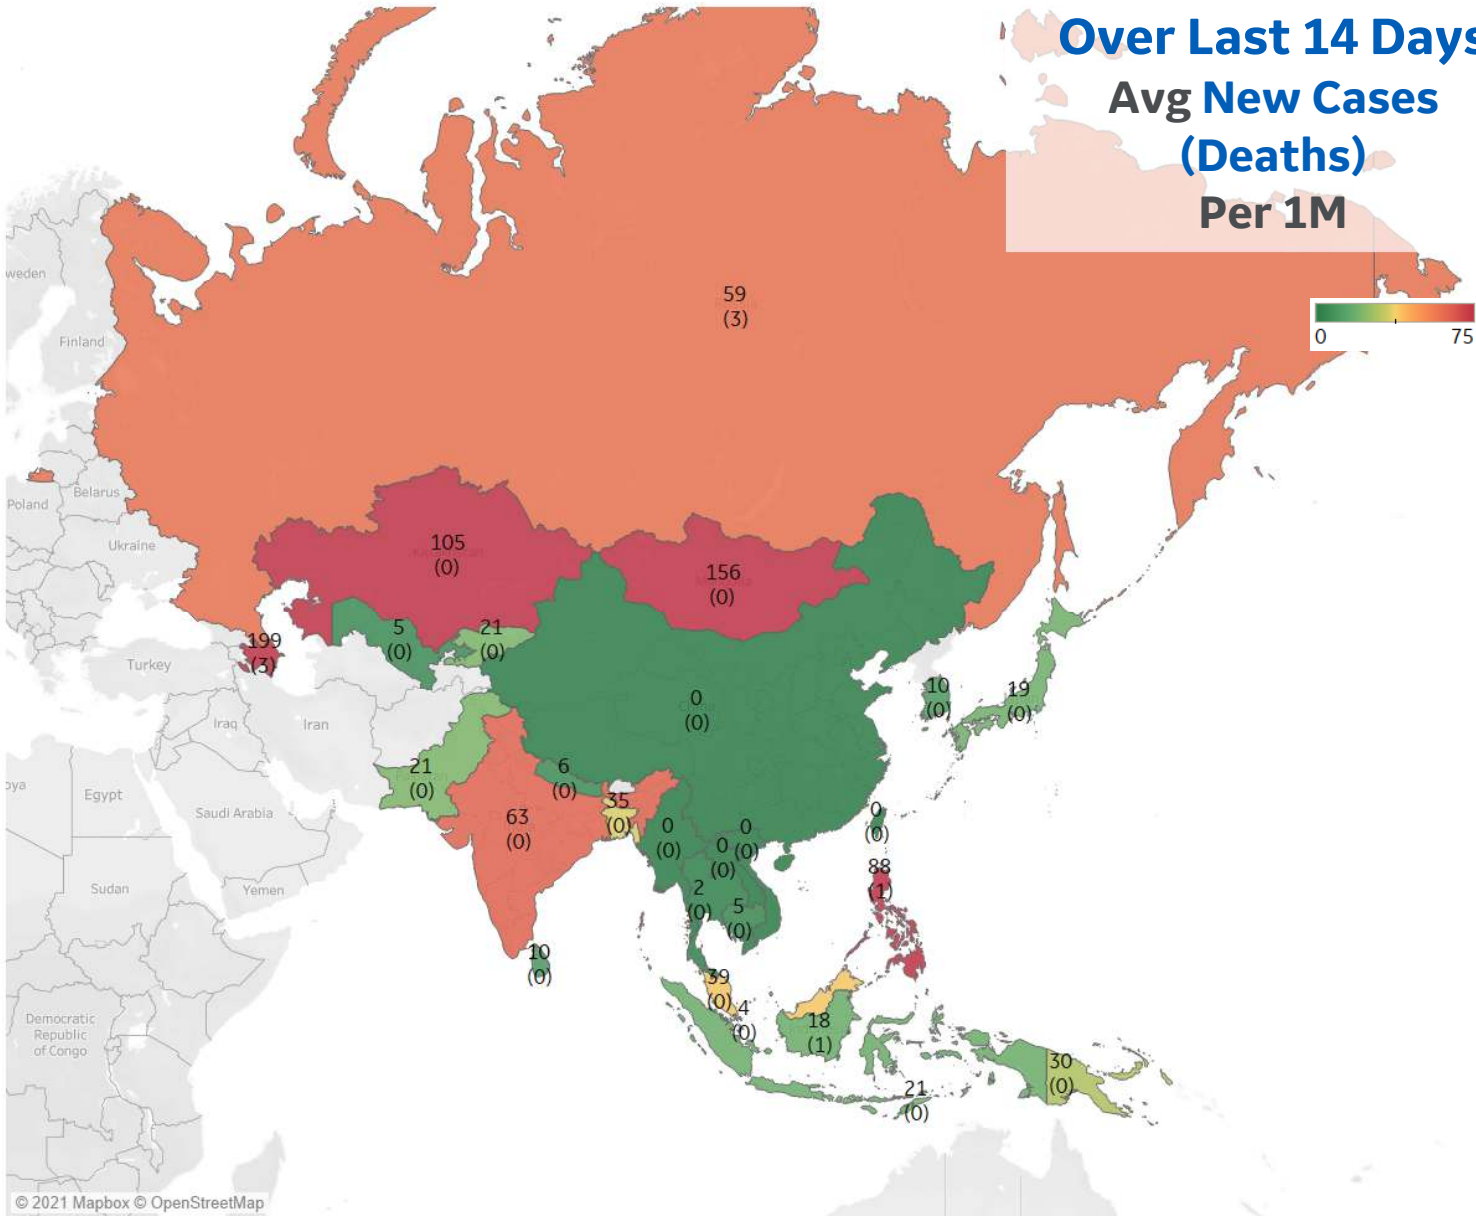 Over Last 14 Days
Avg New Cases
(Deaths)
Per 1M
0
75
59
(3)
weden
Finland
Poland
Belarus
Ukraine
105
(0)
156
(0)
199
(3)
5
(0)
21
(0)
Turkey
0
(0)
China
10
(0)
19
(0)
Iraq
Iran
21
(0)
6
(0)
35
(0)
63
(0)
0
(0)
0
(0)
0
(0)
0
(0)
oya
Egypt
Saudi Arabia
88
(1)
2
(0)
5
(0)
Sudan
Yemen
10
(0)
39
(0)
4
(0)
18
(1)
Democratic
Republic
of Congo
30
(0)
21
(0)
© 2021 Mapbox © OpenStreetMap